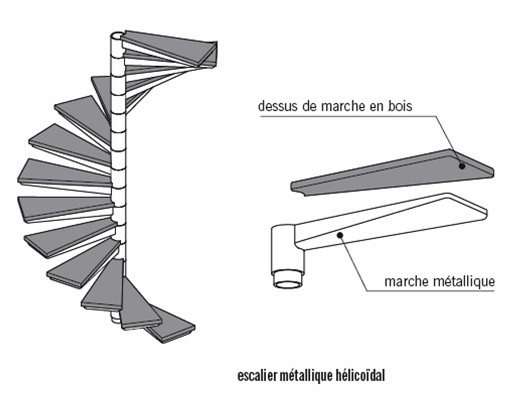 dessus de marche en bois
marche métallique
escalier métallique hélicoïdal